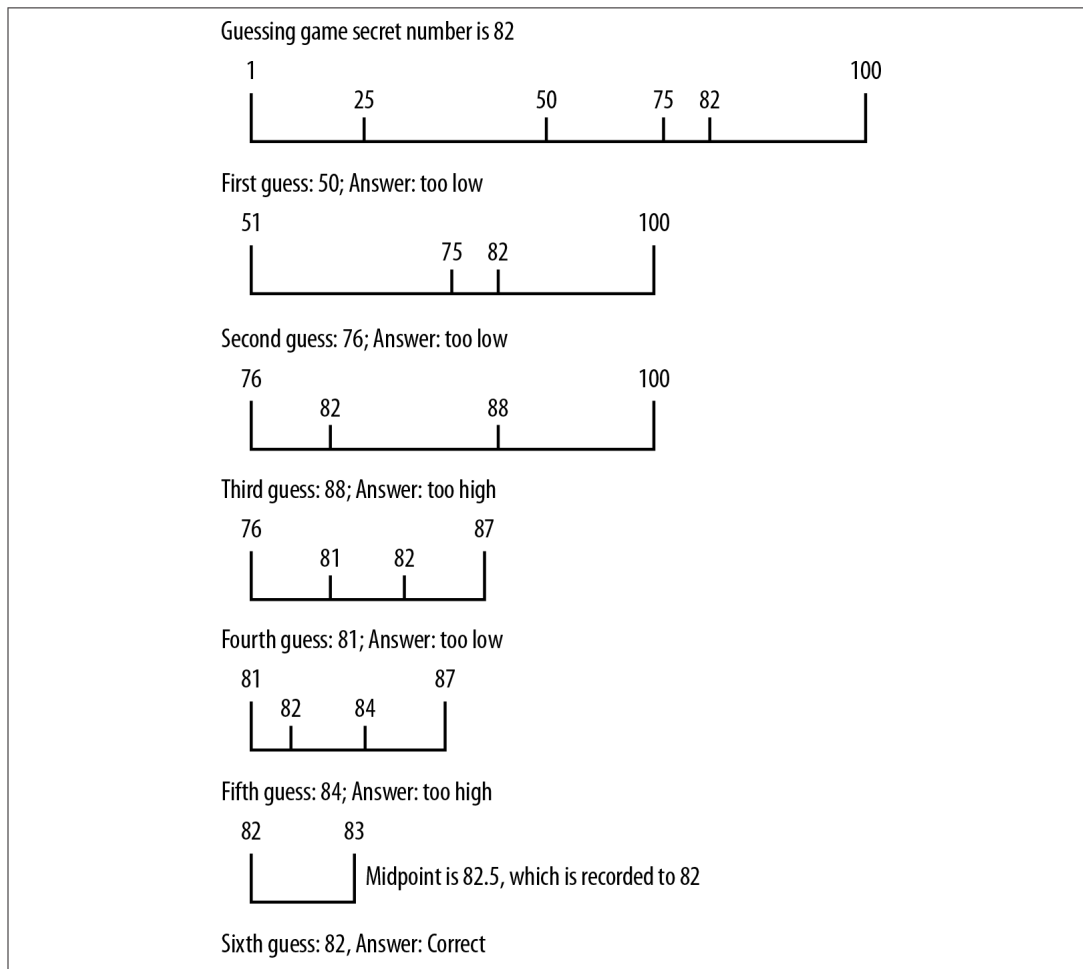 Guessing game secret number is 82
1 100
25 50 75 82
First guess: 50; Answer: too low
51 100
75 82
Second guess: 76; Answer: too low
76 100
82 88
Third guess: 88; Answer: too high
76 87
81 82
Fourth guess: 81; Answer: too low
81 87
82 84
Fifth guess: 84; Answer: too high
82 83
Midpoint is 82.5, which is recorded to 82
Sixth guess: 82, Answer: Correct